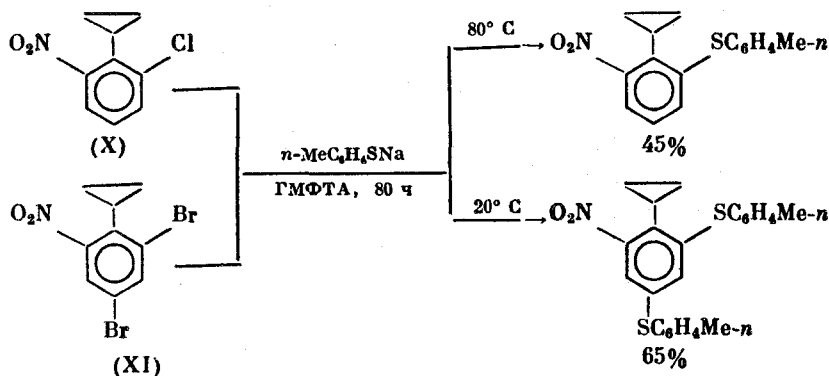 O₂N
Cl
(X)
O₂N
Br
Br
(XI)
n-MeC₆H₄SNa
ГМФТА, 80 ч
80° C
O₂N
SC₆H₄Me-n
45%
20° C
O₂N
SC₆H₄Me-n
SC₆H₄Me-n
65%